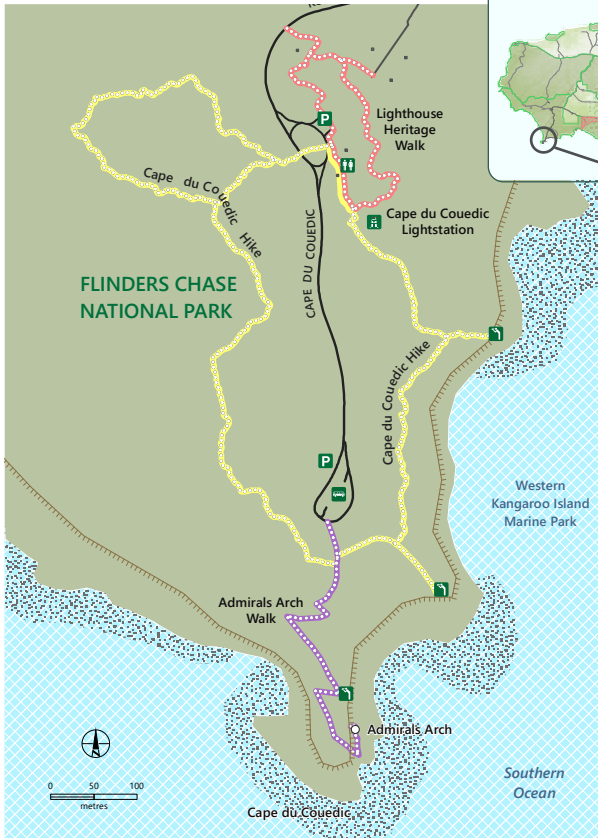 P
Lighthouse
Heritage
Walk
Cape du Couedic
Hike
Cape du Couedic
Lightstation
CAPE DU COUEDIC
FLINDERS CHASE
NATIONAL PARK
Cape du Couedic Hike
P
Western
Kangaroo Island
Marine Park
Admirals Arch
Walk
Admirals Arch
0 50 100
metres
Southern
Ocean
Cape du Couedic